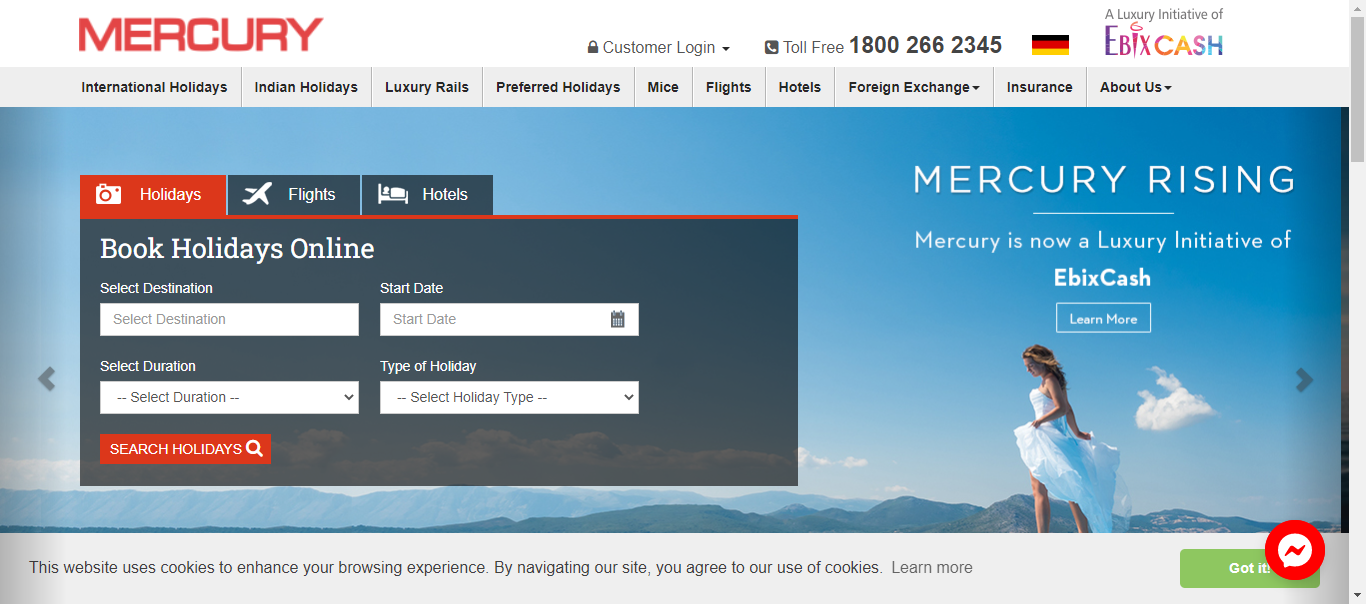 MERCURY
Customer Login
Toll Free 1800 266 2345
A Luxury Initiative of
EBIXCASH
International Holidays
Indian Holidays
Luxury Rails
Preferred Holidays
Mice
Flights
Hotels
Foreign Exchange
Insurance
About Us
Holidays
Flights
Hotels
Book Holidays Online
Select Destination
Start Date
Select Destination
Start Date
Select Duration
Type of Holiday
-- Select Duration --
-- Select Holiday Type --
SEARCH HOLIDAYS
MERCURY RISING
Mercury is now a Luxury Initiative of
EbixCash
Learn More
This website uses cookies to enhance your browsing experience. By navigating our site, you agree to our use of cookies. Learn more
Got it!